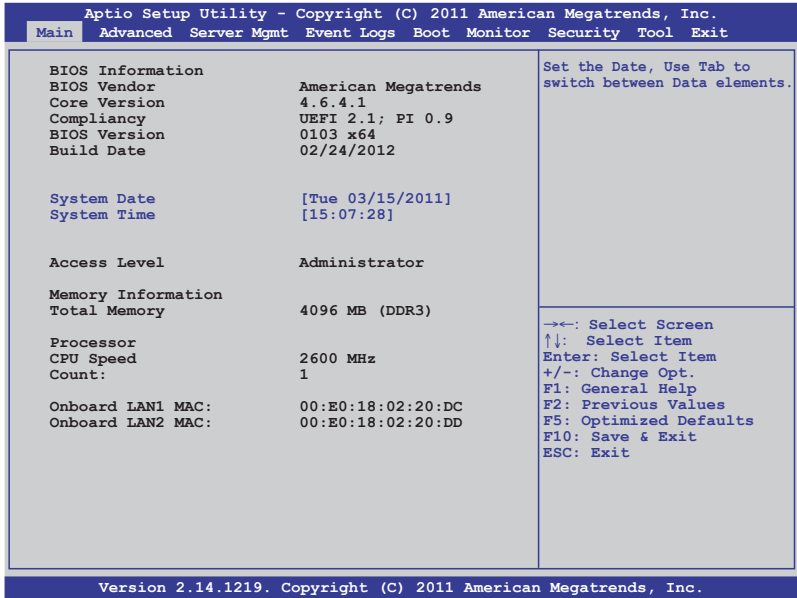 Aptio Setup Utility - Copyright (C) 2011 American Megatrends, Inc.
Main Advanced Server Mgmt Event Logs Boot Monitor Security Tool Exit
BIOS Information
BIOS Vendor American Megatrends
Core Version 4.6.4.1
Compliancy UEFI 2.1; PI 0.9
BIOS Version 0103 x64
Build Date 02/24/2012
System Date [Tue 03/15/2011]
System Time [15:07:28]
Access Level Administrator
Memory Information
Total Memory 4096 MB (DDR3)
Processor
CPU Speed 2600 MHz
Count: 1
Onboard LAN1 MAC: 00:E0:18:02:20:DC
Onboard LAN2 MAC: 00:E0:18:02:20:DD
Set the Date, Use Tab to
switch between Data elements.
→←: Select Screen
↑↓: Select Item
Enter: Select Item
+/-: Change Opt.
F1: General Help
F2: Previous Values
F5: Optimized Defaults
F10: Save & Exit
ESC: Exit
Version 2.14.1219. Copyright (C) 2011 American Megatrends, Inc.